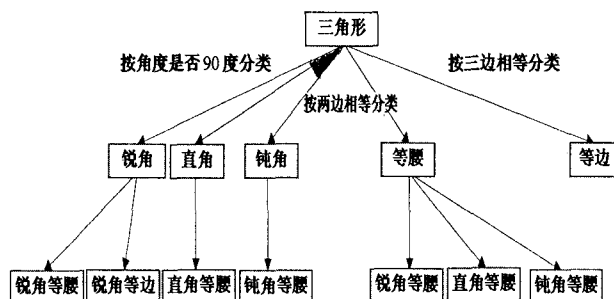 三角形
按角度是否90度分类
按三边相等分类
按两边相等分类
锐角
直角
钝角
等腰
等边
锐角等腰
锐角等边
直角等腰
钝角等腰
锐角等腰
直角等腰
钝角等腰